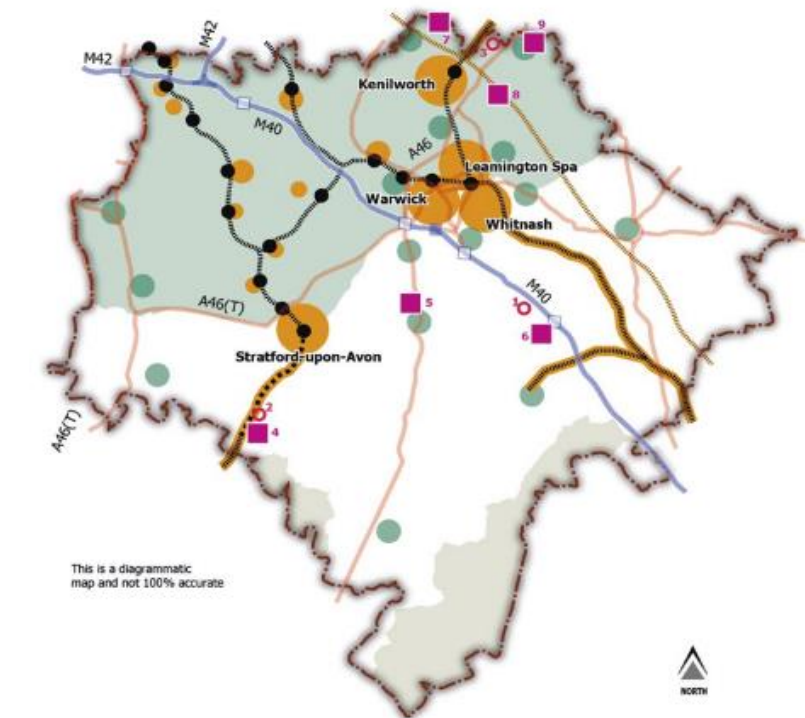 M42
M42
7
9
3
Kenilworth
8
M40
A46
Leamington Spa
Warwick
Whitnash
A46(T)
5
1
M40
6
Stratford-upon-Avon
2
A46(T)
4
This is a diagrammatic
map and not 100% accurate
NORTH